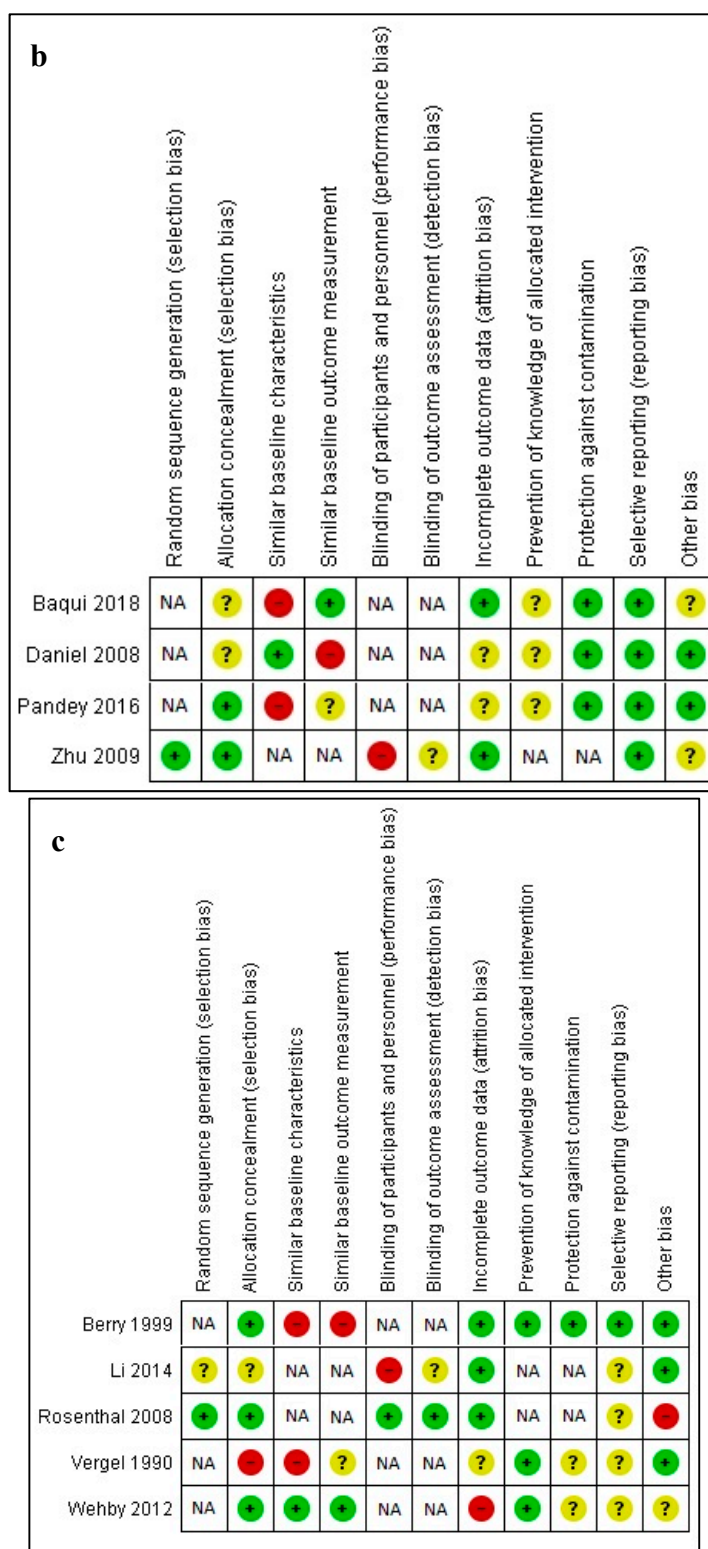 b
Random sequence generation (selection bias)
Allocation concealment (selection bias)
Similar baseline characteristics
Similar baseline outcome measurement
Blinding of participants and personnel (performance bias)
Blinding of outcome assessment (detection bias)
Incomplete outcome data (attrition bias)
Prevention of knowledge of allocated intervention
Protection against contamination
Selective reporting (reporting bias)
Other bias
Baqui 2018 NA ? - + NA NA + ? + + ?
Daniel 2008 NA ? + - NA NA ? ? + + +
Pandey 2016 NA + - ? NA NA ? ? + + +
Zhu 2009 + + NA NA - ? + NA NA + ?
c
Random sequence generation (selection bias)
Allocation concealment (selection bias)
Similar baseline characteristics
Similar baseline outcome measurement
Blinding of participants and personnel (performance bias)
Blinding of outcome assessment (detection bias)
Incomplete outcome data (attrition bias)
Prevention of knowledge of allocated intervention
Protection against contamination
Selective reporting (reporting bias)
Other bias
Berry 1999 NA + - - NA NA + + + + +
Li 2014 ? ? NA NA - ? + NA NA ? +
Rosenthal 2008 + + NA NA + + + NA NA ? -
Vergel 1990 NA - - ? NA NA ? + ? ? +
Wehby 2012 NA + + + NA NA - + ? ? ?